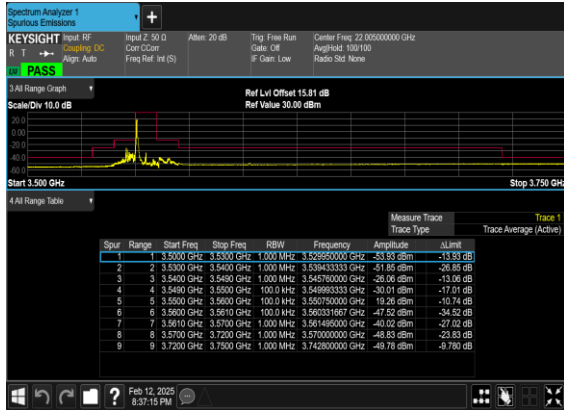 Spectrum Analyzer 1
Spurious Emissions
KEYSIGHT Input: RF Input Z: 50 Ω Atten: 20 dB Trig: Free Run Center Freq: 22.005000000 GHz
R T Coupling: DC Corr CCorr Gate: Off Avg|Hold: 100/100
Align: Auto Freq Ref: Int (S) IF Gain: Low Radio Std: None
PASS
3 All Range Graph
Ref Lvl Offset 15.81 dB
Scale/Div 10.0 dB Ref Value 30.00 dBm
20.0
0.00
-20.0
-40.0
-60.0
Start 3.500 GHz Stop 3.750 GHz
4 All Range Table
Measure Trace Trace 1
Trace Type Trace Average (Active)
Spur Range Start Freq Stop Freq RBW Frequency Amplitude ΔLimit
1 1 3.5000 GHz 3.5300 GHz 1.000 MHz 3.529950000 GHz -53.93 dBm -13.93 dB
2 2 3.5300 GHz 3.5400 GHz 1.000 MHz 3.539433333 GHz -51.85 dBm -26.85 dB
3 3 3.5400 GHz 3.5490 GHz 1.000 MHz 3.545760000 GHz -26.06 dBm -13.06 dB
4 4 3.5490 GHz 3.5500 GHz 100.0 kHz 3.549993333 GHz -30.01 dBm -17.01 dB
5 5 3.5500 GHz 3.5600 GHz 100.0 kHz 3.550750000 GHz 19.26 dBm -10.74 dB
6 6 3.5600 GHz 3.5610 GHz 100.0 kHz 3.560331667 GHz -47.52 dBm -34.52 dB
7 7 3.5610 GHz 3.5700 GHz 1.000 MHz 3.561495000 GHz -40.02 dBm -27.02 dB
8 8 3.5700 GHz 3.7200 GHz 1.000 MHz 3.570000000 GHz -48.83 dBm -23.83 dB
9 9 3.7200 GHz 3.7500 GHz 1.000 MHz 3.742800000 GHz -49.78 dBm -9.780 dB
Feb 12, 2025
8:37:15 PM